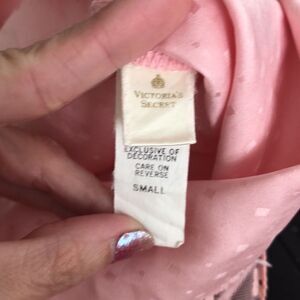 VICTORIA'S
SECRET
EXCLUSIVE OF
DECORATION
CARE ON
REVERSE
SMALL